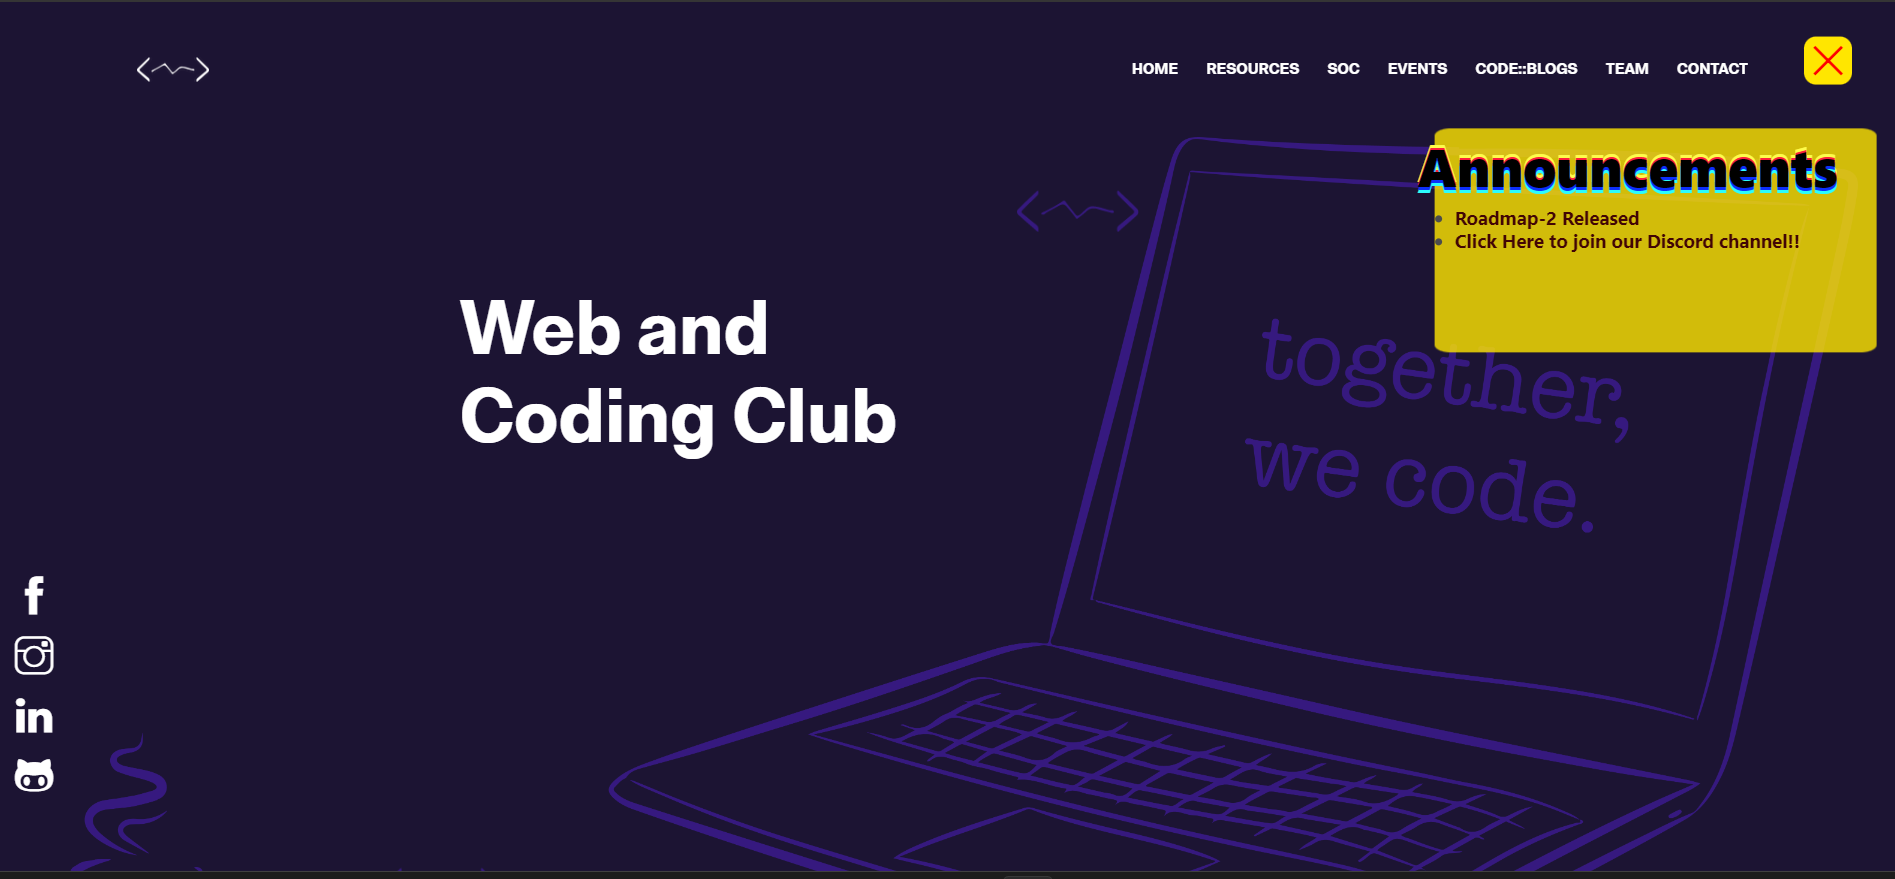 HOME RESOURCES SOC EVENTS CODE::BLOGS TEAM CONTACT
Announcements
Roadmap-2 Released
Click Here to join our Discord channel!!
Web and
Coding Club
together,
we code.
f
in